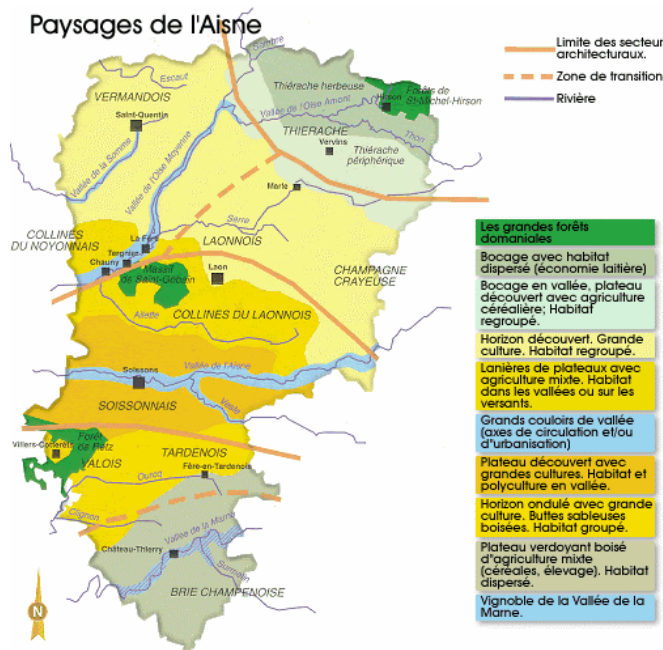 Paysages de l'Aisne
Limite des secteur
architecturaux.
Zone de transition
Rivière
Sambre
Escaut
Thiérache herbeuse
Forêts de
St-Michel-Hirson
Hirson
VERMANDOIS
Saint-Quentin
Vallée de l'Oise Amont
Thon
THIERACHE
Vervins
Thiérache
périphérique
Vallée de la Somme
Vallée de l'Oise Moyenne
Marle
Serre
COLLINES
DU NOYONNAIS
La Fère
Tergnier
Chauny
LAONNOIS
Massif
de Saint-Gobain
Laon
CHAMPAGNE
CRAYEUSE
Ailette
COLLINES DU LAONNOIS
Vallée de l'Aisne
Soissons
SOISSONNAIS
Vesle
Forêt
de Retz
Villers-Cotterêts
VALOIS
TARDENOIS
Ourcq
Fère-en-Tardenois
Clignon
Vallée de la Marne
Château-Thierry
Surmelin
BRIE CHAMPENOISE
N
Les grandes forêts
domaniales
Bocage avec habitat
dispersé (économie laitière)
Bocage en vallée, plateau
découvert avec agriculture
céréalière; Habitat
regroupé.
Horizon découvert. Grande
culture. Habitat regroupé.
Lanières de plateaux avec
agriculture mixte. Habitat
dans les vallées ou sur les
versants.
Grands couloirs de vallée
(axes de circulation et/ou
d"urbanisation)
Plateau découvert avec
grandes cultures. Habitat et
polyculture en vallée.
Horizon ondulé avec grande
culture. Buttes sableuses
boisées. Habitat groupé.
Plateau verdoyant boisé
d"agriculture mixte
(céréales, élevage). Habitat
dispersé.
Vignoble de la Vallée de la
Marne.